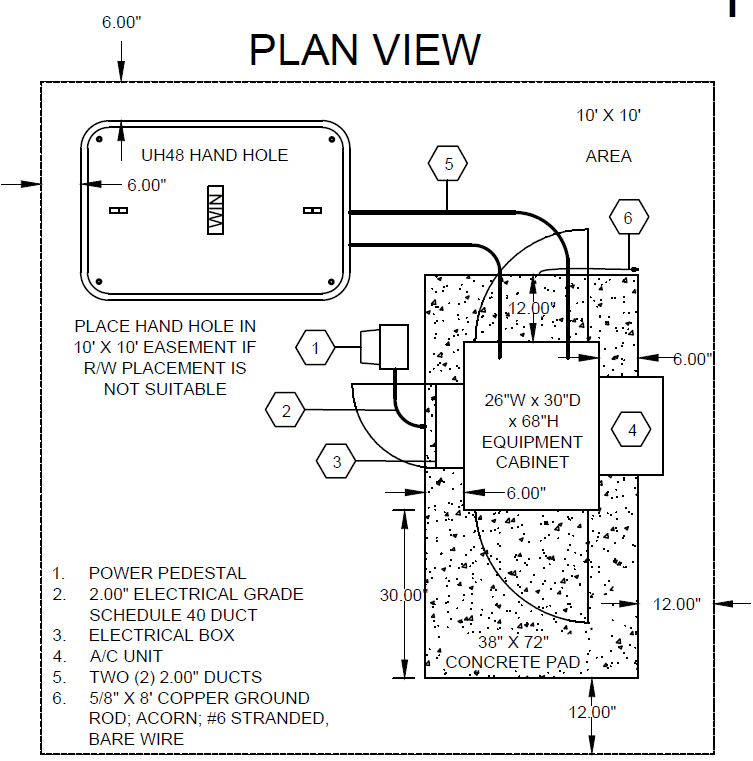 6.00"
PLAN VIEW
10' X 10'
AREA
UH48 HAND HOLE
6.00"
WIN
5
6
12.00"
PLACE HAND HOLE IN
10' X 10' EASEMENT IF
R/W PLACEMENT IS
NOT SUITABLE
1
6.00"
2
26"W x 30"D
x 68"H
EQUIPMENT
CABINET
4
3
6.00"
30.00"
12.00"
38" X 72"
CONCRETE PAD
12.00"
1. POWER PEDESTAL
2. 2.00" ELECTRICAL GRADE
SCHEDULE 40 DUCT
3. ELECTRICAL BOX
4. A/C UNIT
5. TWO (2) 2.00" DUCTS
6. 5/8" X 8' COPPER GROUND
ROD; ACORN; #6 STRANDED,
BARE WIRE